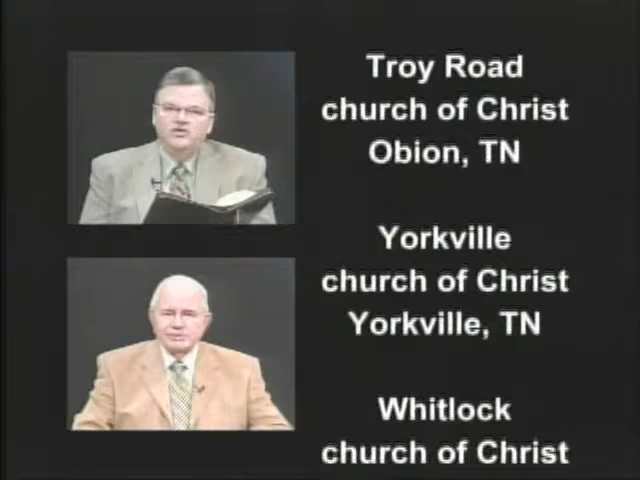 Troy Road
church of Christ
Obion, TN
Yorkville
church of Christ
Yorkville, TN
Whitlock
church of Christ